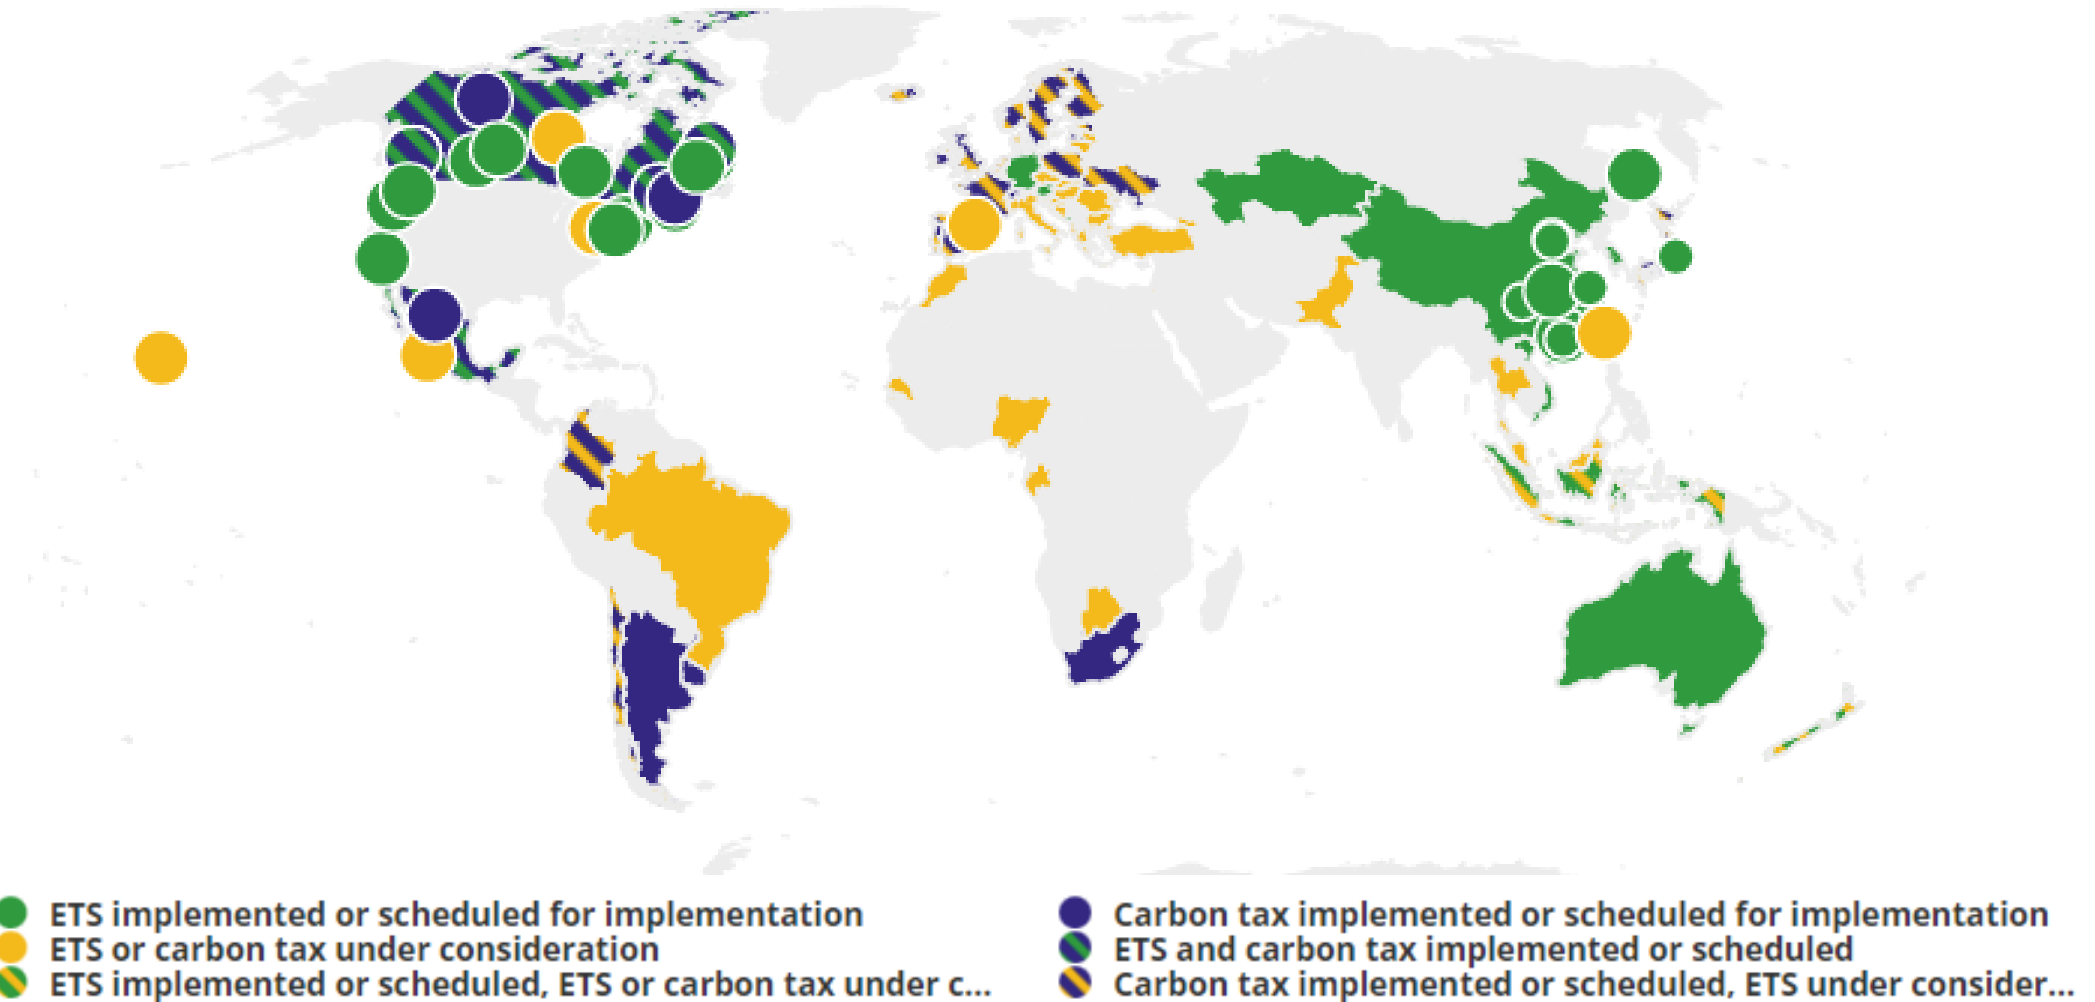 ETS implemented or scheduled for implementation
Carbon tax implemented or scheduled for implementation
ETS or carbon tax under consideration
ETS and carbon tax implemented or scheduled
ETS implemented or scheduled, ETS or carbon tax under c...
Carbon tax implemented or scheduled, ETS under consider...